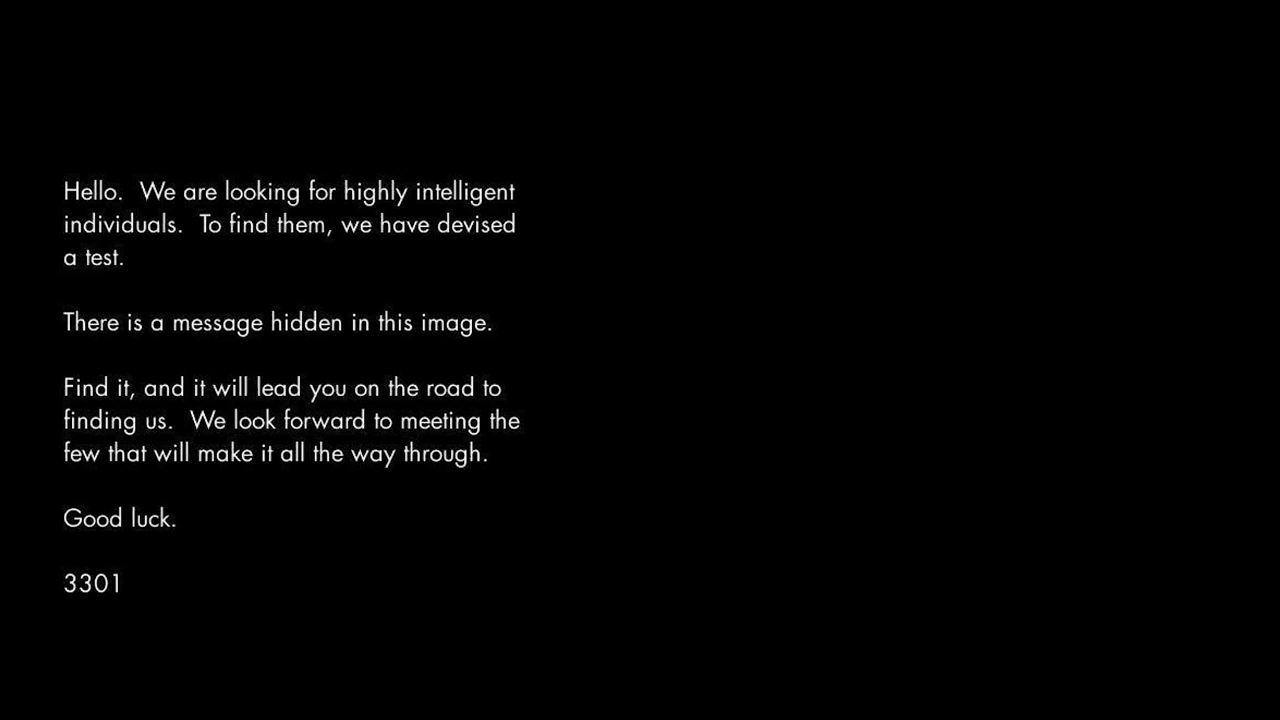 Hello.  We are looking for highly intelligent
individuals.  To find them, we have devised
a test.
There is a message hidden in this image.
Find it, and it will lead you on the road to
finding us.  We look forward to meeting the
few that will make it all the way through.
Good luck.
3301